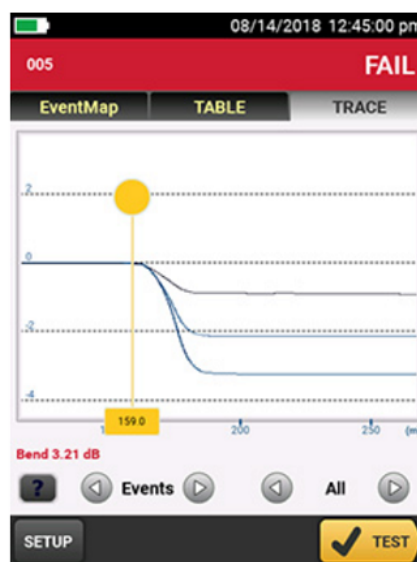 08/14/2018 12:45:00 pm
005 FAIL
EventMap TABLE TRACE
2
0
-2
-4
159.0 200 250 (m
Bend 3.21 dB
? Events All
SETUP TEST